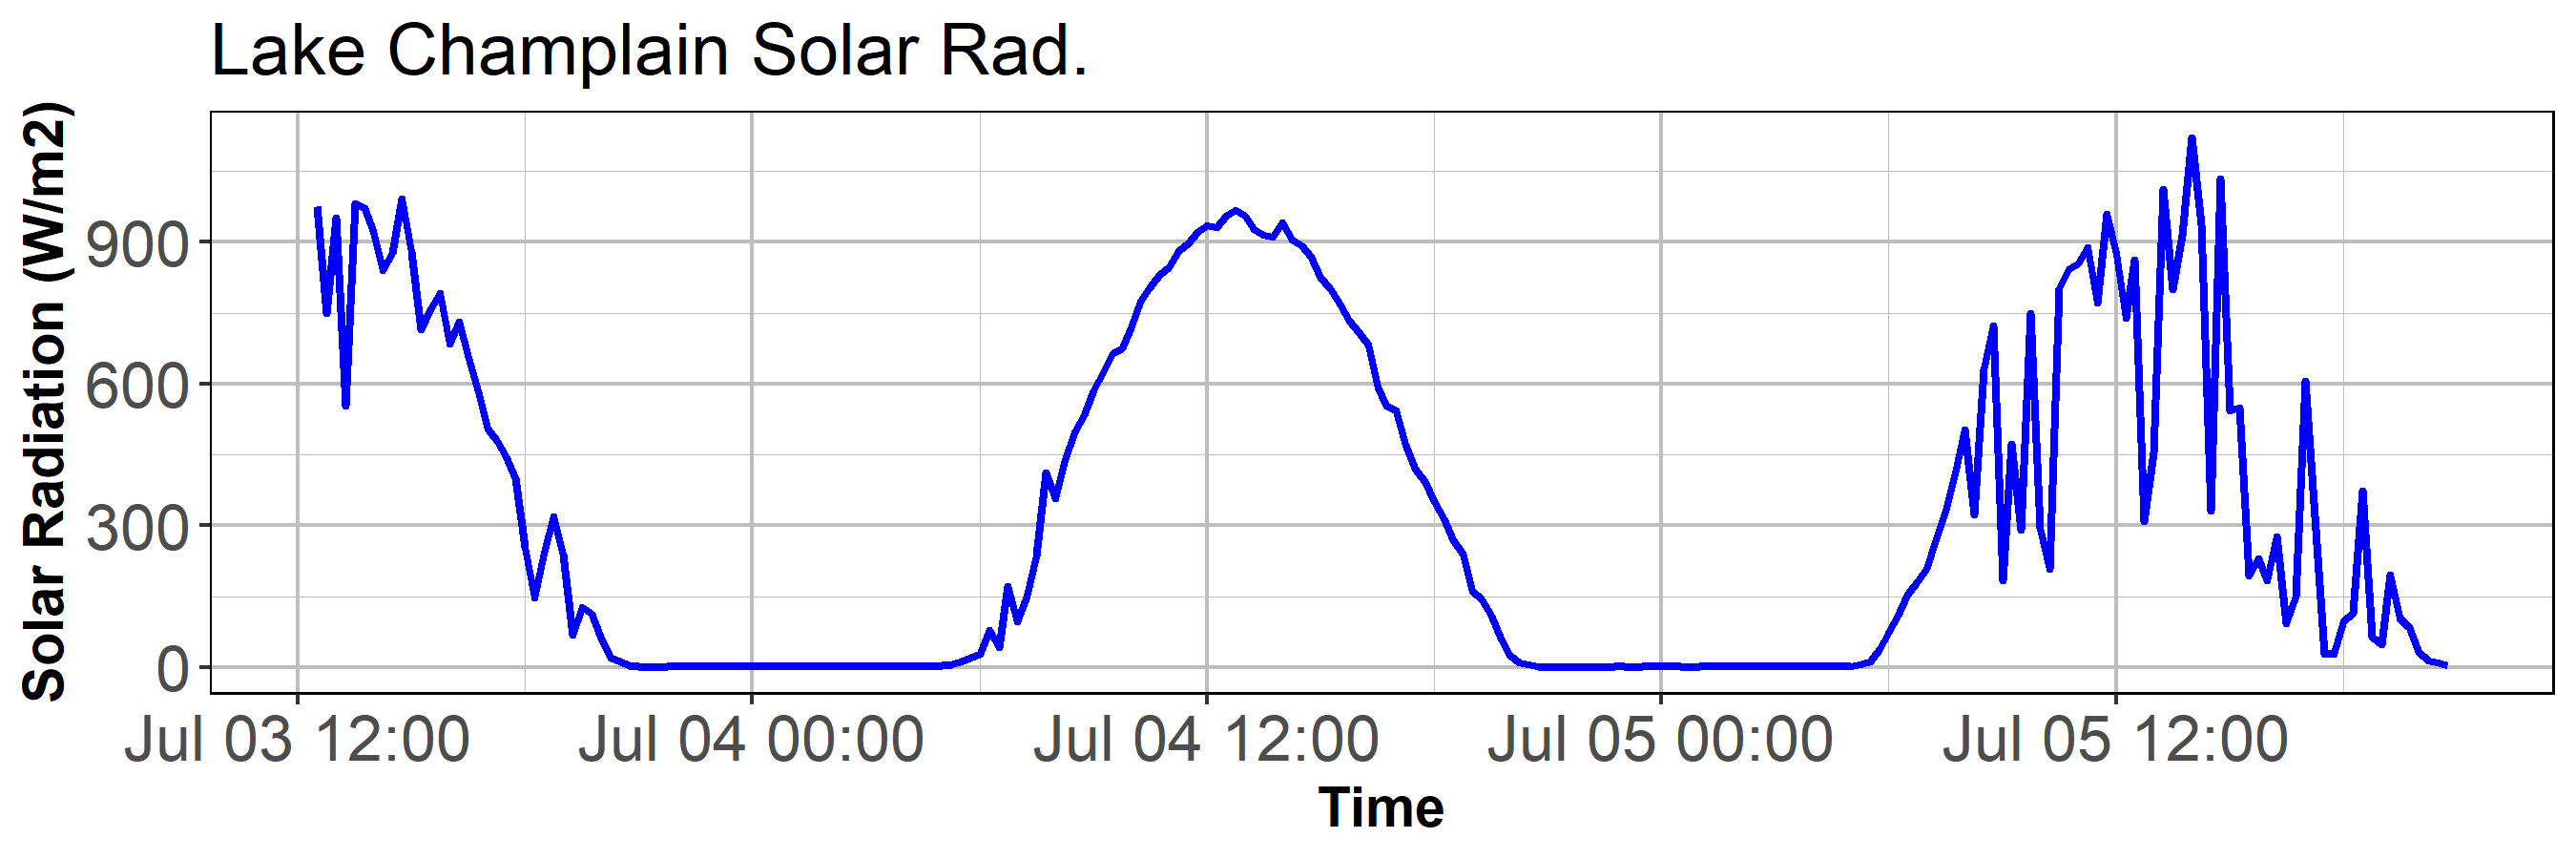 Lake Champlain Solar Rad.
Solar Radiation (W/m2)
900
600
300
0
Jul 03 12:00
Jul 04 00:00
Jul 04 12:00
Jul 05 00:00
Jul 05 12:00
Time